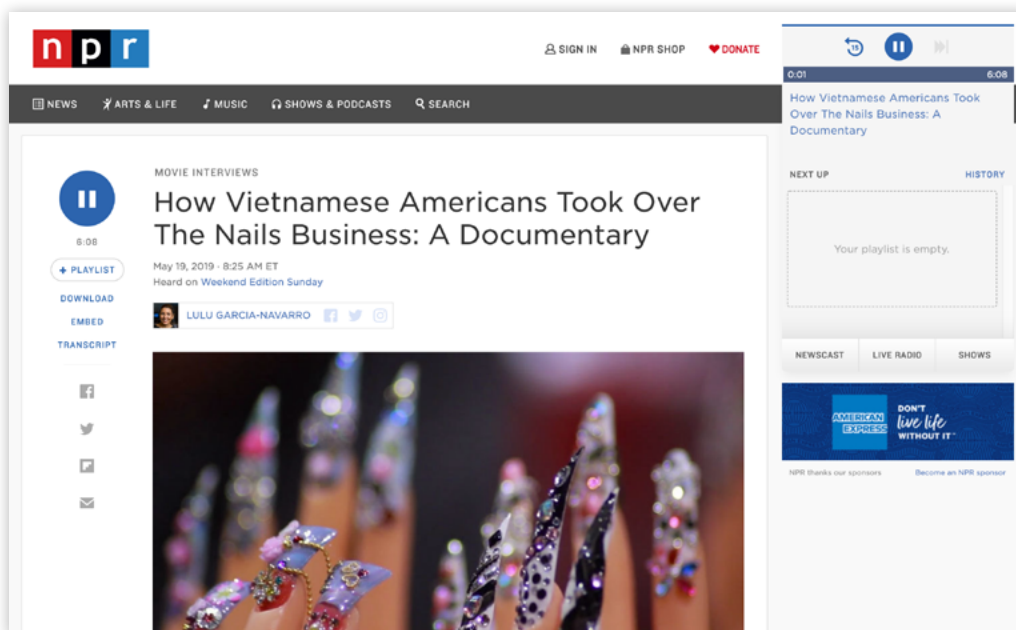 npr
SIGN IN
NPR SHOP
DONATE
NEWS
ARTS & LIFE
MUSIC
SHOWS & PODCASTS
SEARCH
15
0:01
6:08
How Vietnamese Americans Took
Over The Nails Business: A
Documentary
NEXT UP
HISTORY
Your playlist is empty.
NEWSCAST
LIVE RADIO
SHOWS
AMERICAN
EXPRESS
DON'T
live life
WITHOUT IT™
NPR thanks our sponsors
Become an NPR sponsor
6:08
+ PLAYLIST
DOWNLOAD
EMBED
TRANSCRIPT
MOVIE INTERVIEWS
How Vietnamese Americans Took Over
The Nails Business: A Documentary
May 19, 2019 · 8:25 AM ET
Heard on Weekend Edition Sunday
LULU GARCIA-NAVARRO